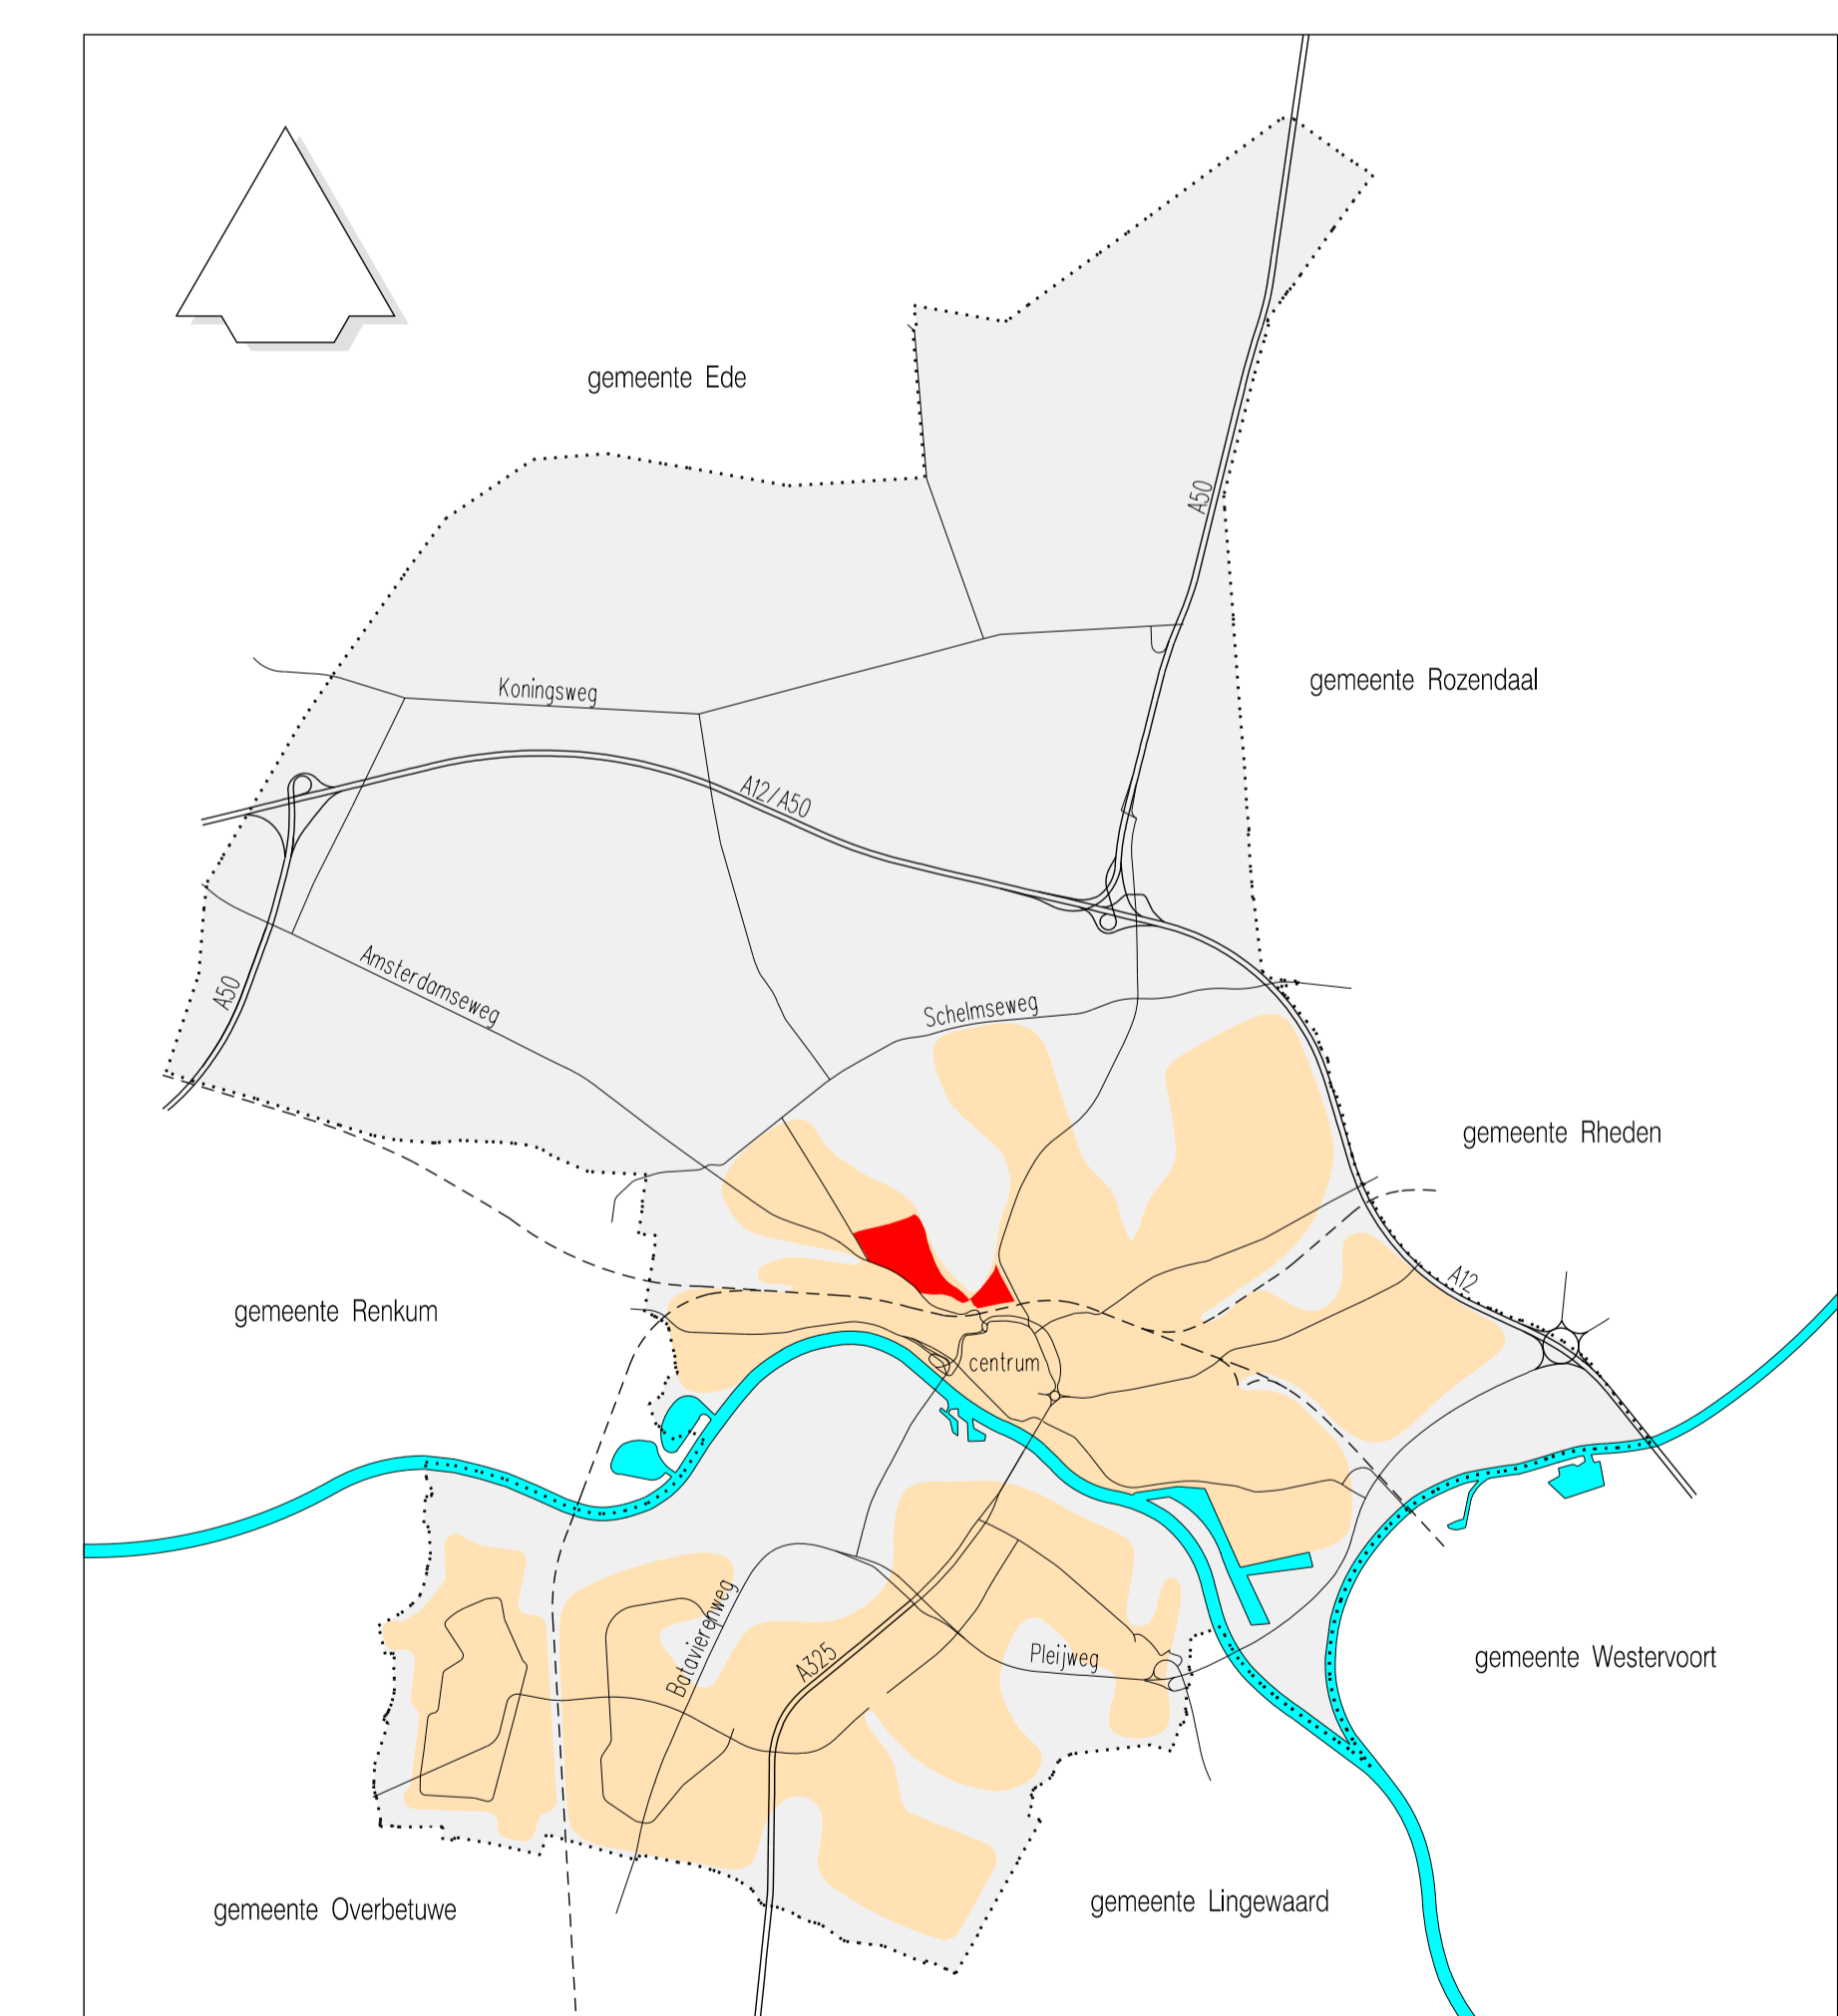 gemeente Ede
A50
gemeente Rozendaal
Koningsweg
A12/A50
Amsterdamseweg
A50
Schelmseweg
gemeente Rheden
A12
gemeente Renkum
centrum
Batavierenweg
A325
Pleijweg
gemeente Westervoort
gemeente Overbetuwe
gemeente Lingewaard